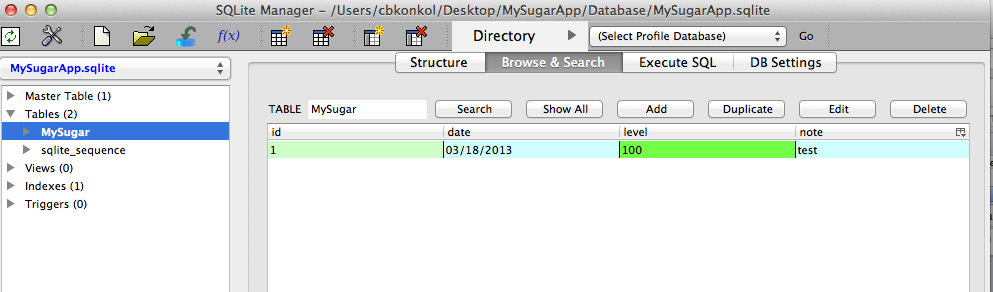 SQLite Manager - /Users/cbkonkol/Desktop/MySugarApp/Database/MySugarApp.sqlite
f(x) Directory (Select Profile Database) Go
MySugarApp.sqlite
Structure Browse & Search Execute SQL DB Settings
Master Table (1)
Tables (2)
MySugar
sqlite_sequence
Views (0)
Indexes (1)
Triggers (0)
TABLE MySugar Search Show All Add Duplicate Edit Delete
id date level note
1 03/18/2013 100 test